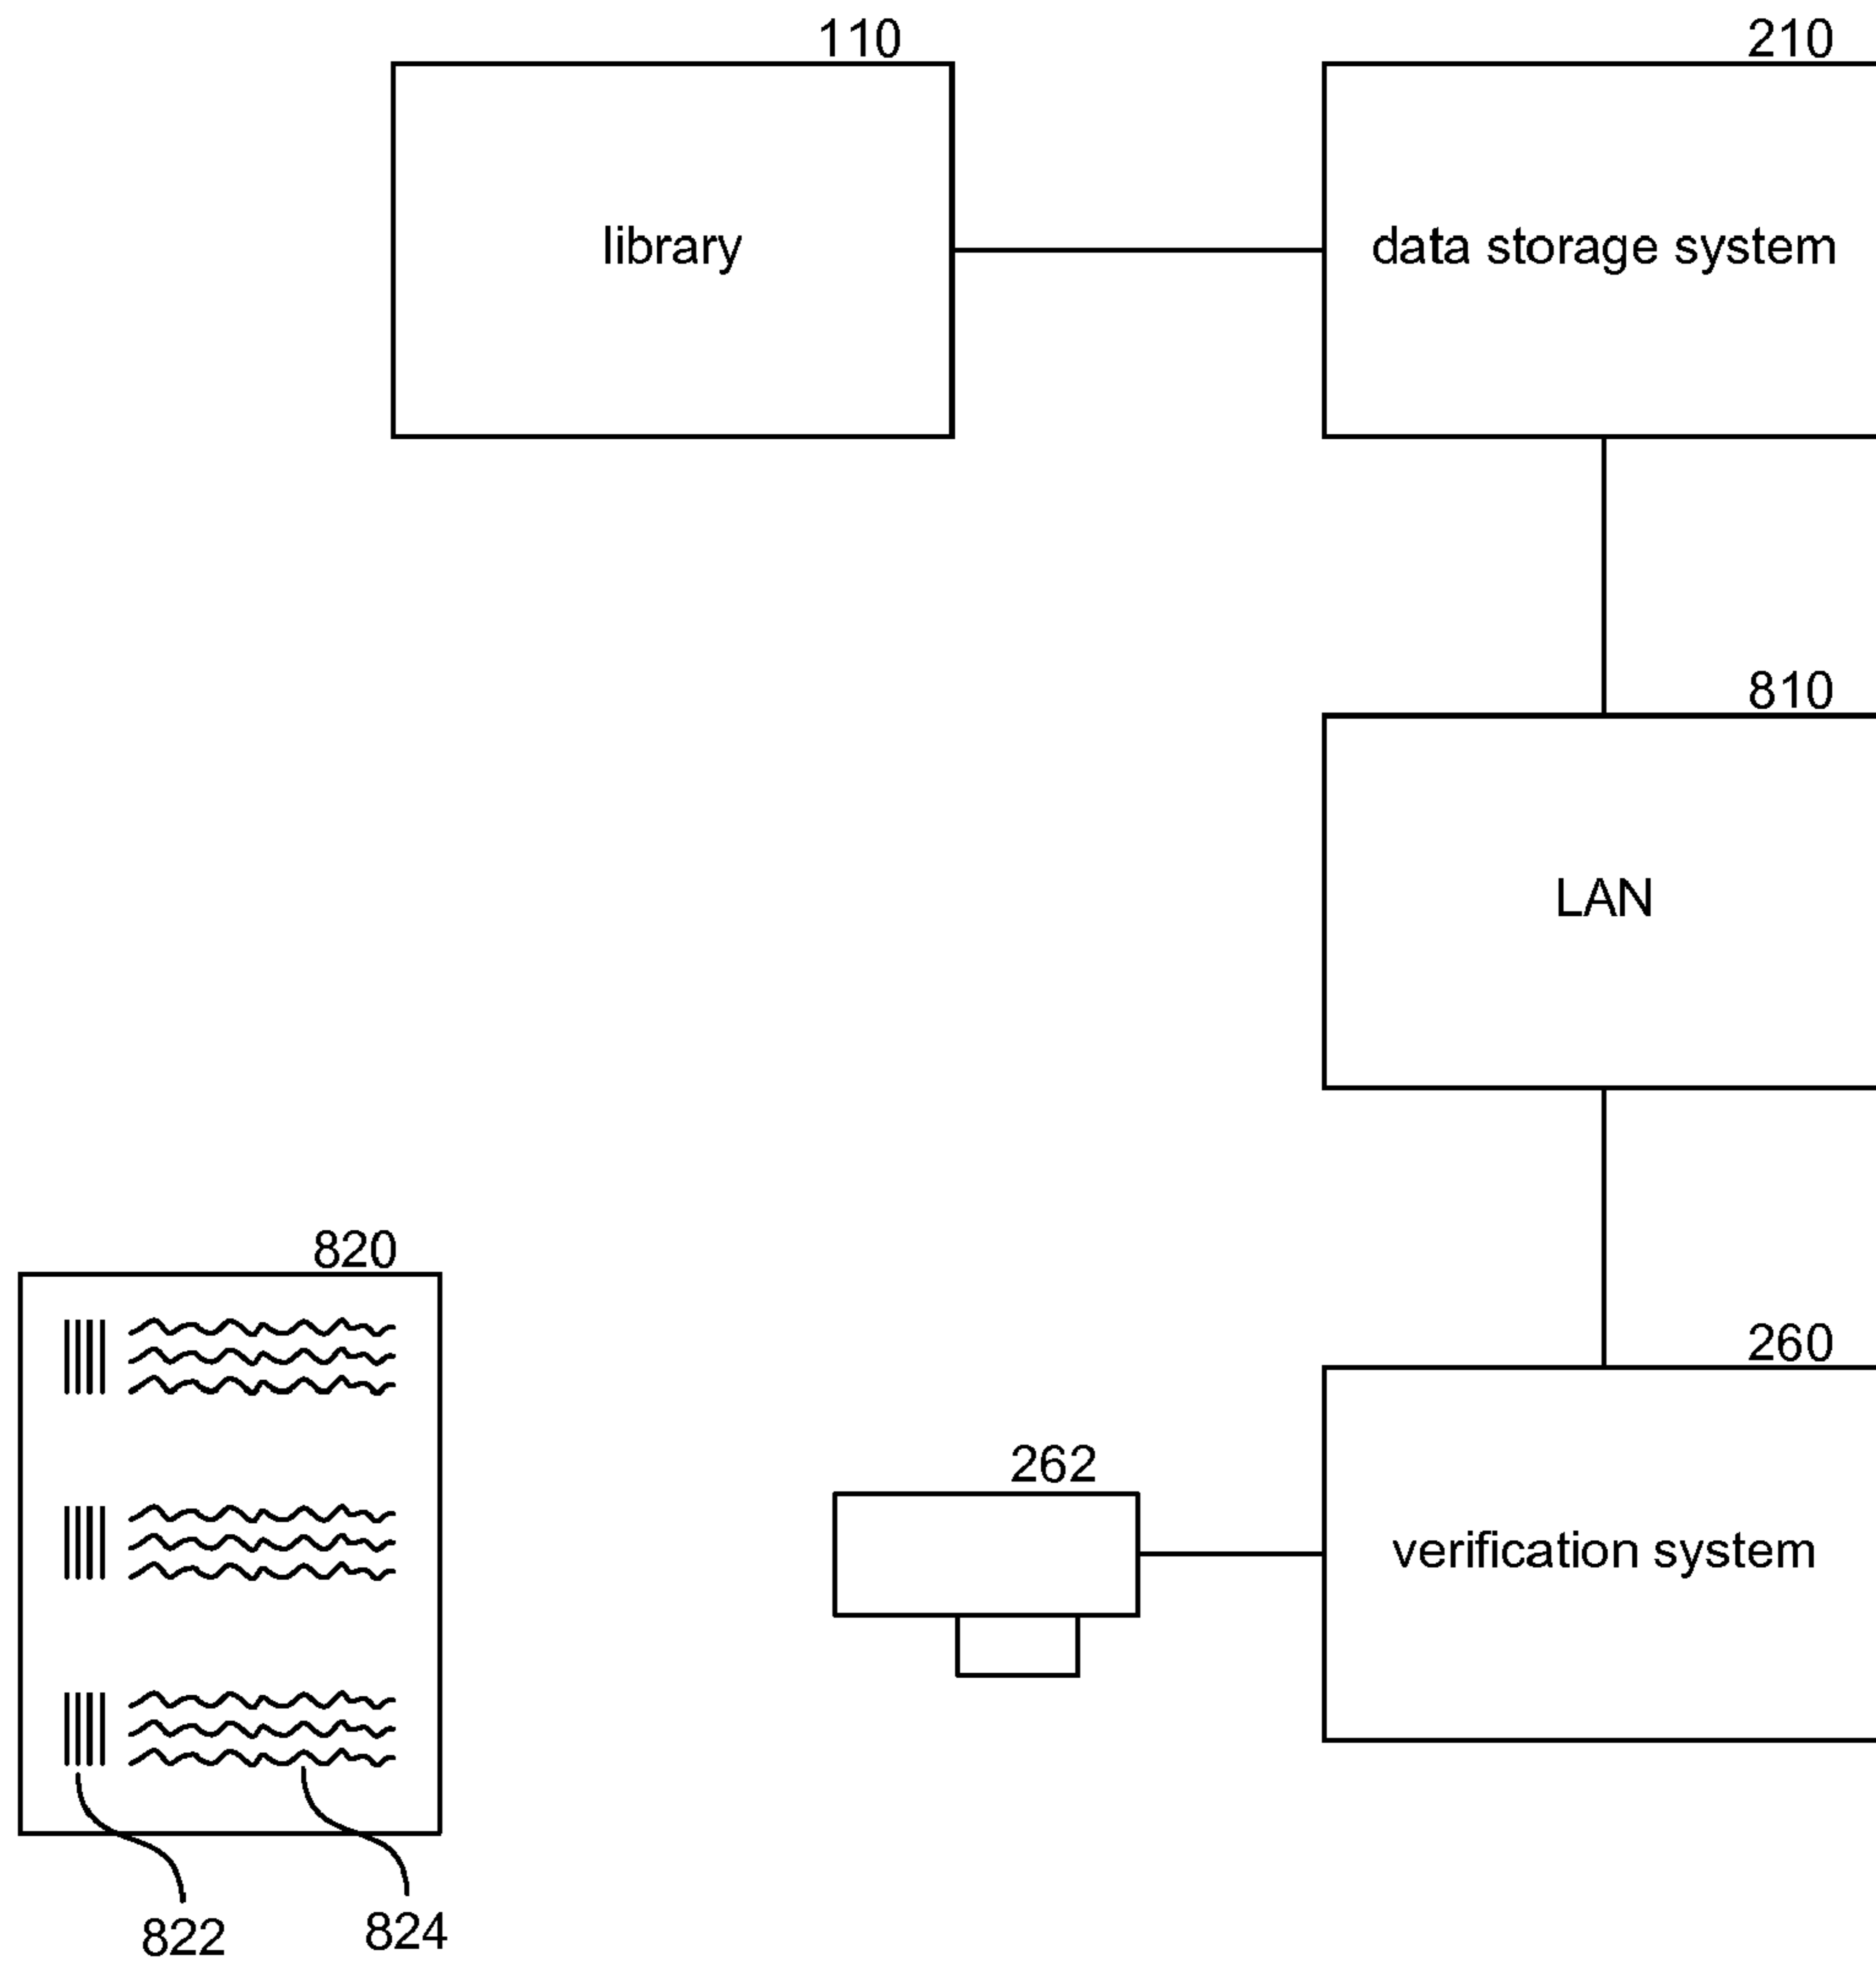 110
210
library
data storage system
810
LAN
820
260
262
verification system
822
824